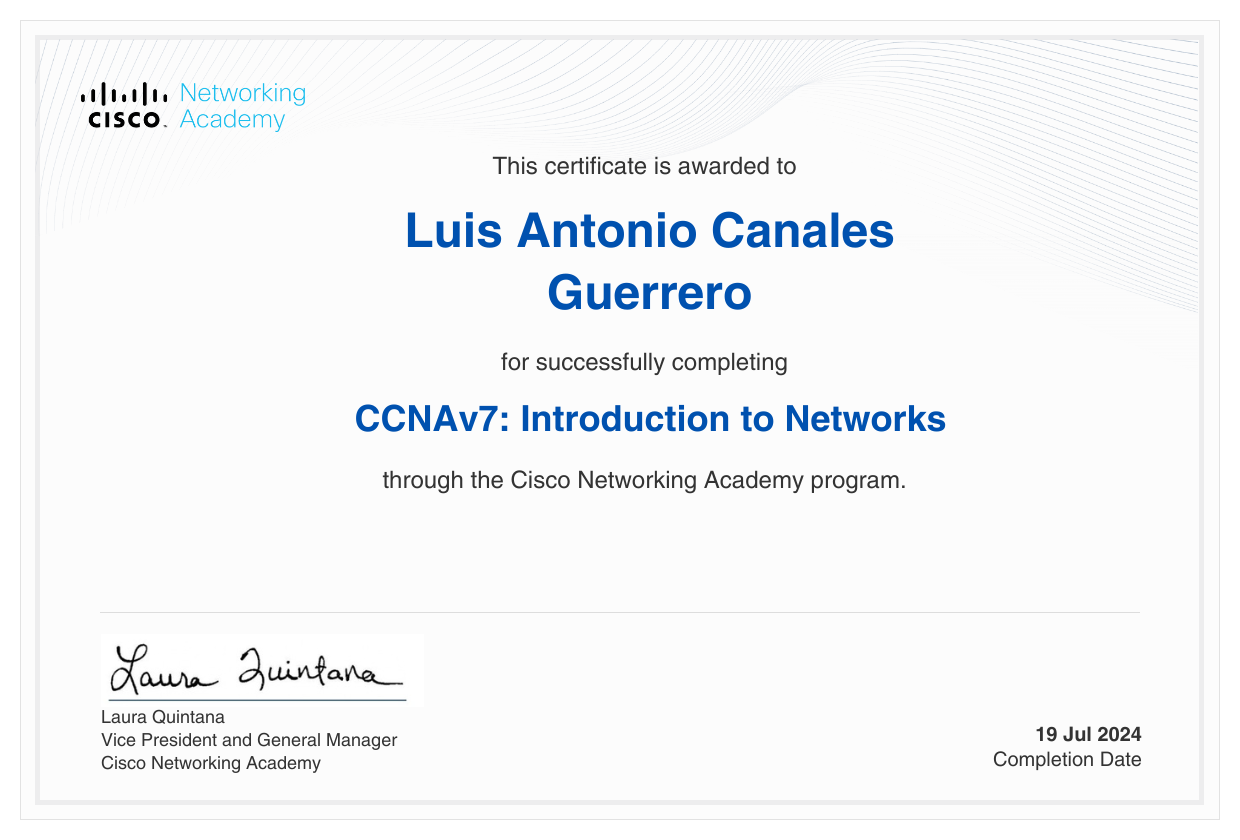 Networking
CISCO Academy
This certificate is awarded to
Luis Antonio Canales
Guerrero
for successfully completing
CCNAv7: Introduction to Networks
through the Cisco Networking Academy program.
Laura Quintana
Laura Quintana
Vice President and General Manager
Cisco Networking Academy
19 Jul 2024
Completion Date